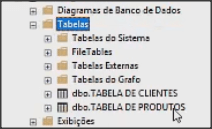 Diagramas de Banco de Dados
Tabelas
Tabelas do Sistema
FileTables
Tabelas Externas
Tabelas do Grafo
dbo.TABELA DE CLIENTES
dbo.TABELA DE PRODUTOS
Exibições